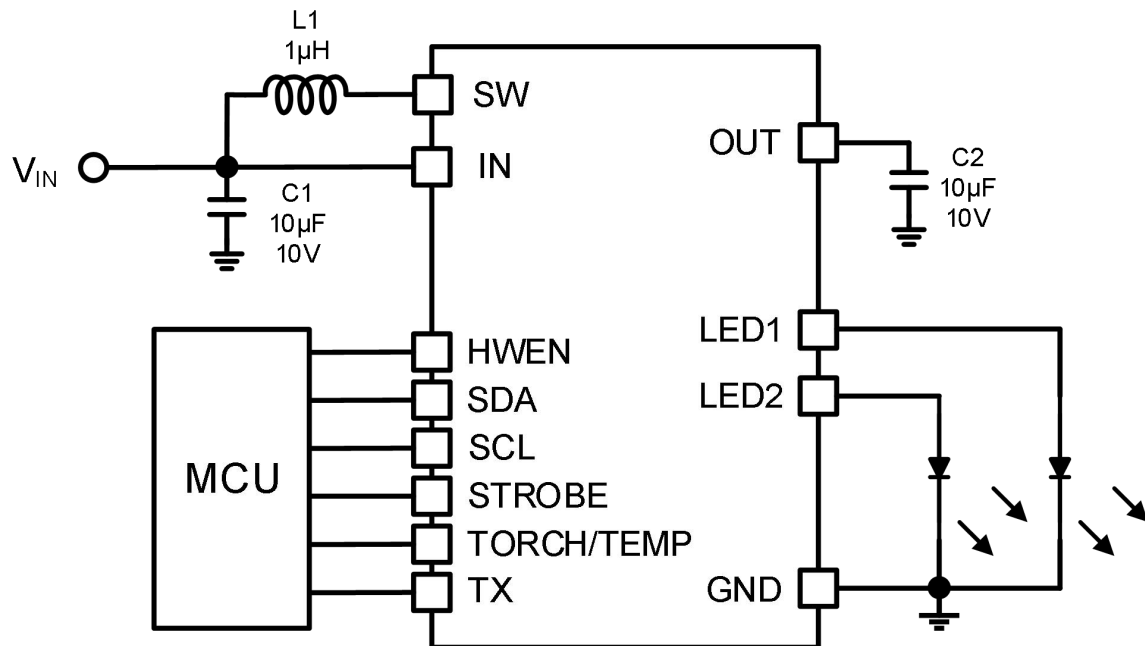 L1
1µH
SW
OUT
V_IN
IN
C1
10µF
10V
C2
10µF
10V
LED1
HWEN
LED2
SDA
SCL
MCU
STROBE
TORCH/TEMP
TX
GND